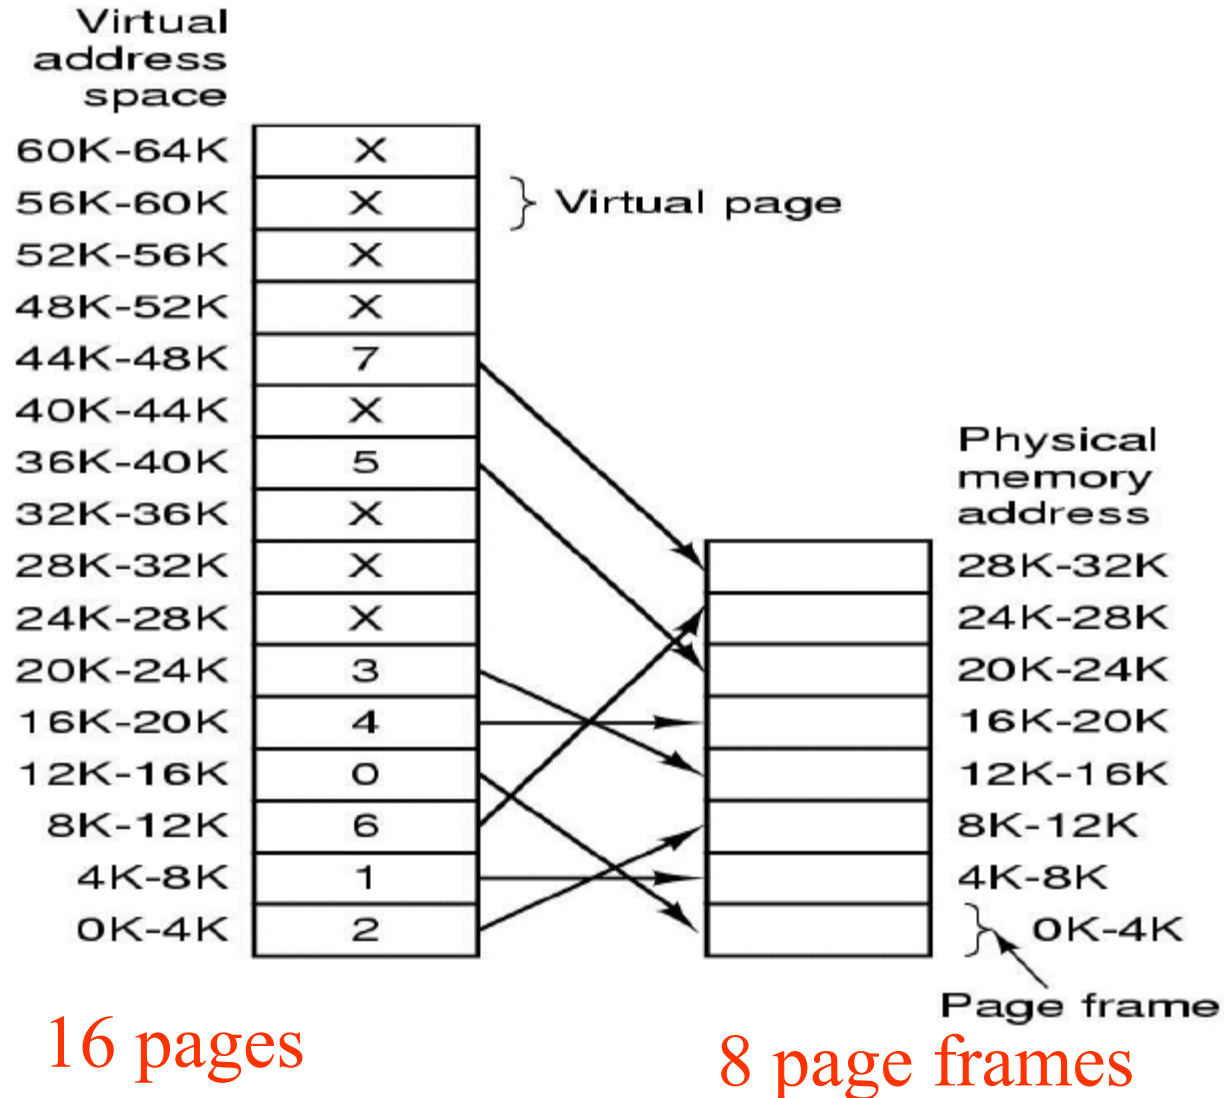 Virtual
address
space
60K-64K X
56K-60K X Virtual page
52K-56K X
48K-52K X
44K-48K 7
40K-44K X
36K-40K 5
32K-36K X
28K-32K X
24K-28K X
20K-24K 3
16K-20K 4
12K-16K 0
8K-12K 6
4K-8K 1
0K-4K 2
Physical
memory
address
28K-32K
24K-28K
20K-24K
16K-20K
12K-16K
8K-12K
4K-8K
0K-4K
Page frame
16 pages
8 page frames